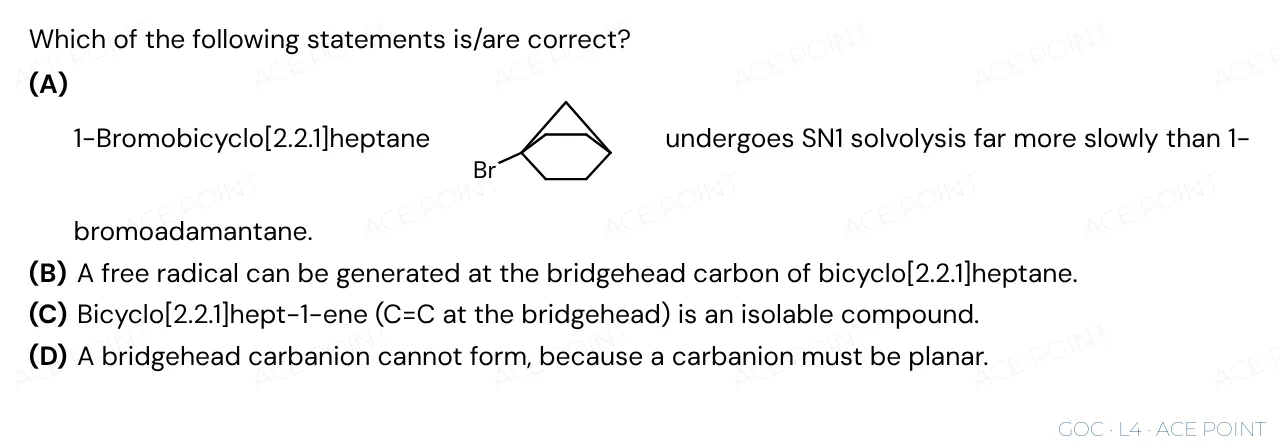 Which of the following statements is/are correct?
(A)
1-Bromobicyclo[2.2.1]heptane
Br
undergoes SN1 solvolysis far more slowly than 1-
bromoadamantane.
(B) A free radical can be generated at the bridgehead carbon of bicyclo[2.2.1]heptane.
(C) Bicyclo[2.2.1]hept-1-ene (C=C at the bridgehead) is an isolable compound.
(D) A bridgehead carbanion cannot form, because a carbanion must be planar.
GOC · L4 · ACE POINT